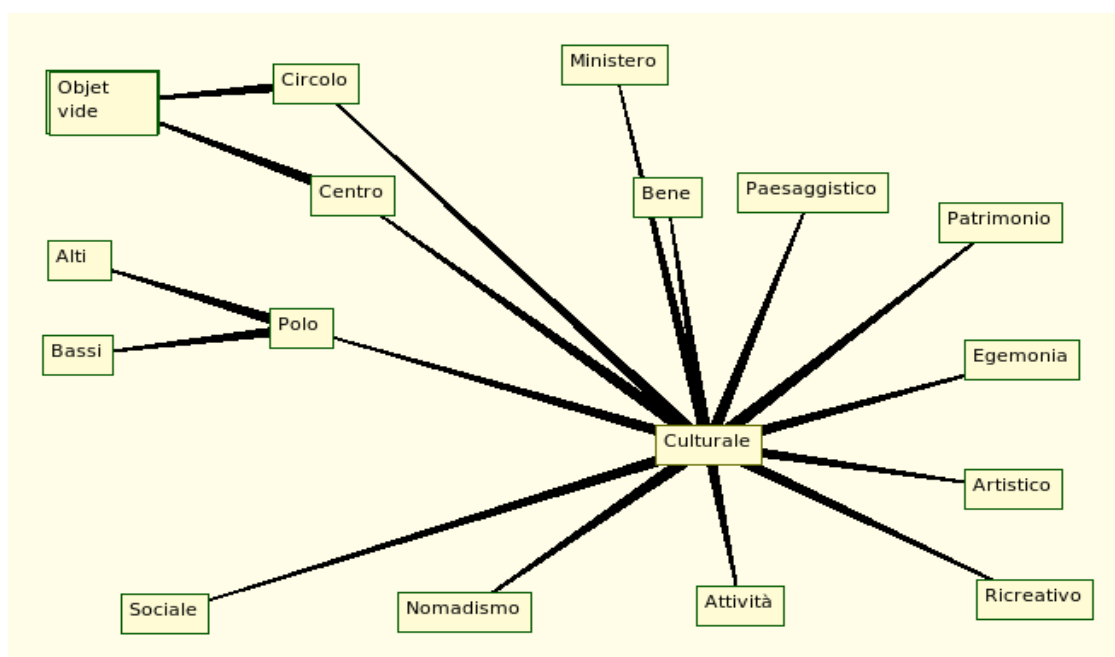 Ministero
Objet
vide
Circolo
Centro
Bene
Paesaggistico
Patrimonio
Alti
Polo
Bassi
Egemonia
Culturale
Artistico
Sociale
Nomadismo
Attività
Ricreativo